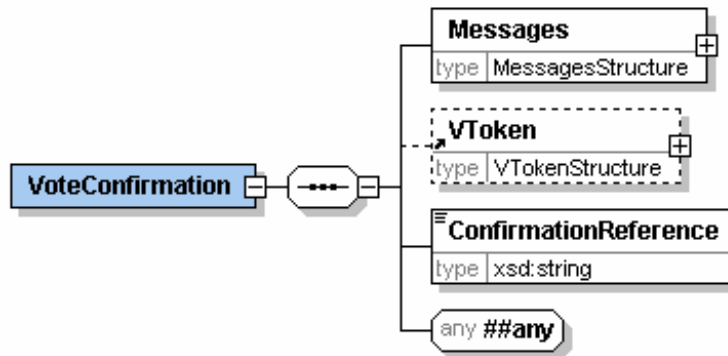 Messages
type MessagesStructure
VToken
type VTokenStructure
VoteConfirmation
ConfirmationReference
type xsd:string
any ##any